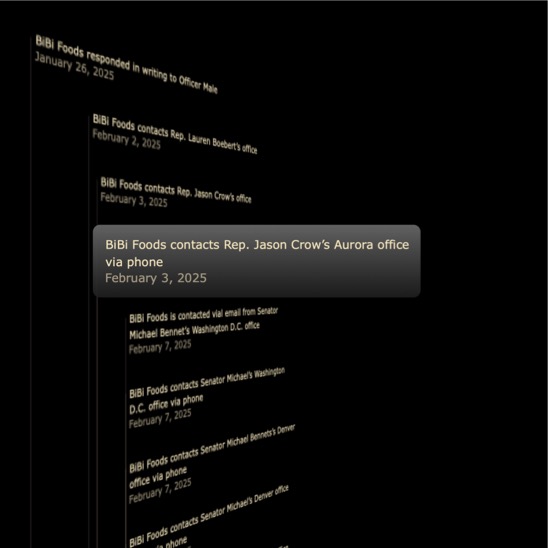 BiBi Foods responded in writing to Officer Male
January 26, 2025
BiBi Foods contacts Rep. Lauren Boebert's office
February 2, 2025
BiBi Foods contacts Rep. Jason Crow's office
February 3, 2025
BiBi Foods contacts Rep. Jason Crow's Aurora office
via phone
February 3, 2025
BiBi Foods is contacted vial email from Senator
Michael Bennet's Washington D.C. office
February 7, 2025
BiBi Foods contacts Senator Michael's Washington
D.C. office via phone
February 7, 2025
BiBi Foods contacts Senator Michael Bennets's Denver
office via phone
February 7, 2025
BiBi Foods contacts Senator Michael's Denver office
via phone